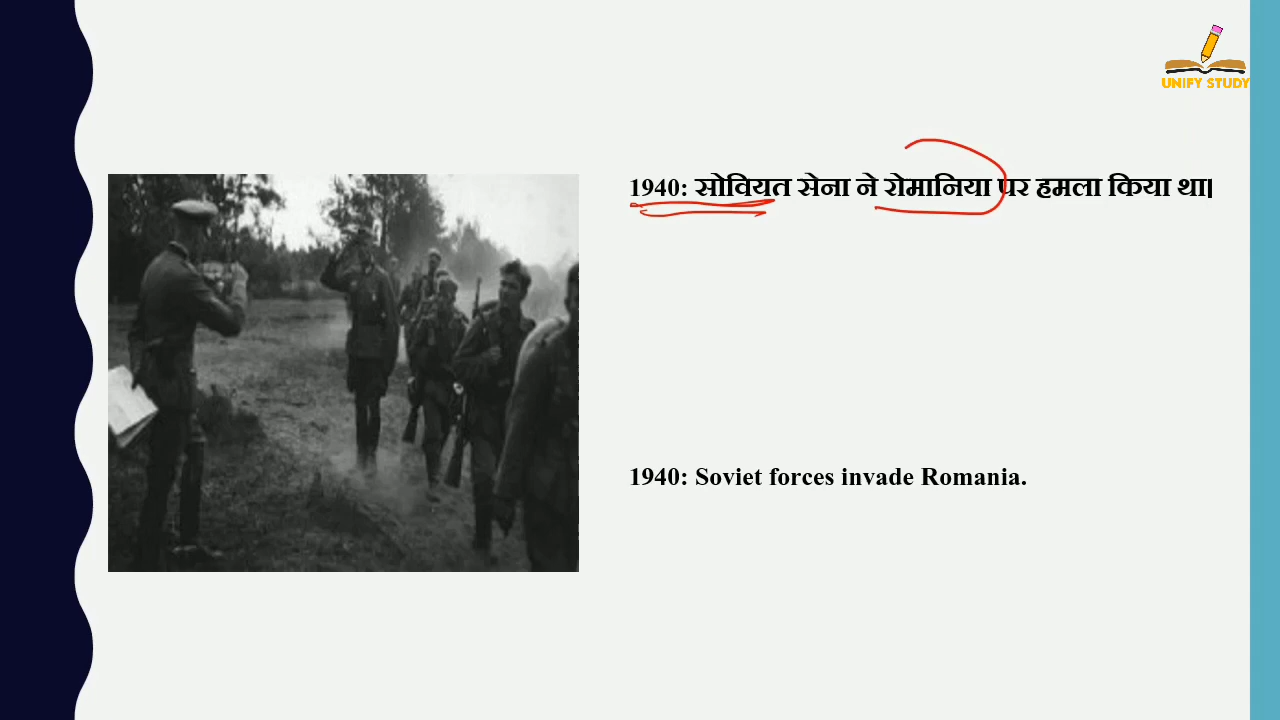 UNIFY STUDY
1940: सोवियत सेना ने रोमानिया पर हमला किया था।
1940: Soviet forces invade Romania.